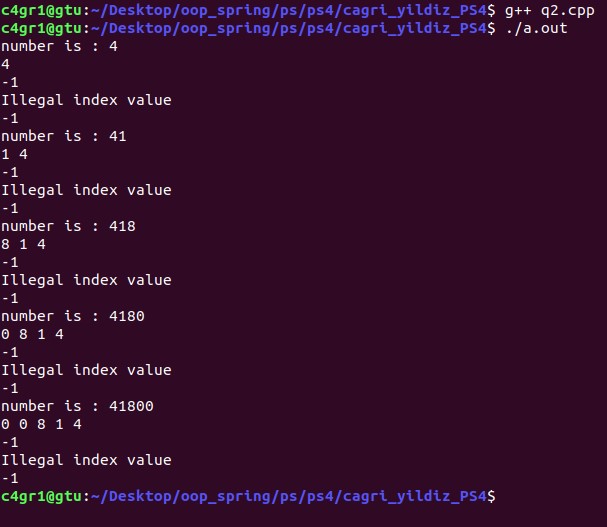 c4gr1@gtu:~/Desktop/oop_spring/ps/ps4/cagri_yildiz_PS4$ g++ q2.cpp
c4gr1@gtu:~/Desktop/oop_spring/ps/ps4/cagri_yildiz_PS4$ ./a.out
number is : 4
4
-1
Illegal index value
-1
number is : 41
1 4
-1
Illegal index value
-1
number is : 418
8 1 4
-1
Illegal index value
-1
number is : 4180
0 8 1 4
-1
Illegal index value
-1
number is : 41800
0 0 8 1 4
-1
Illegal index value
-1
c4gr1@gtu:~/Desktop/oop_spring/ps/ps4/cagri_yildiz_PS4$